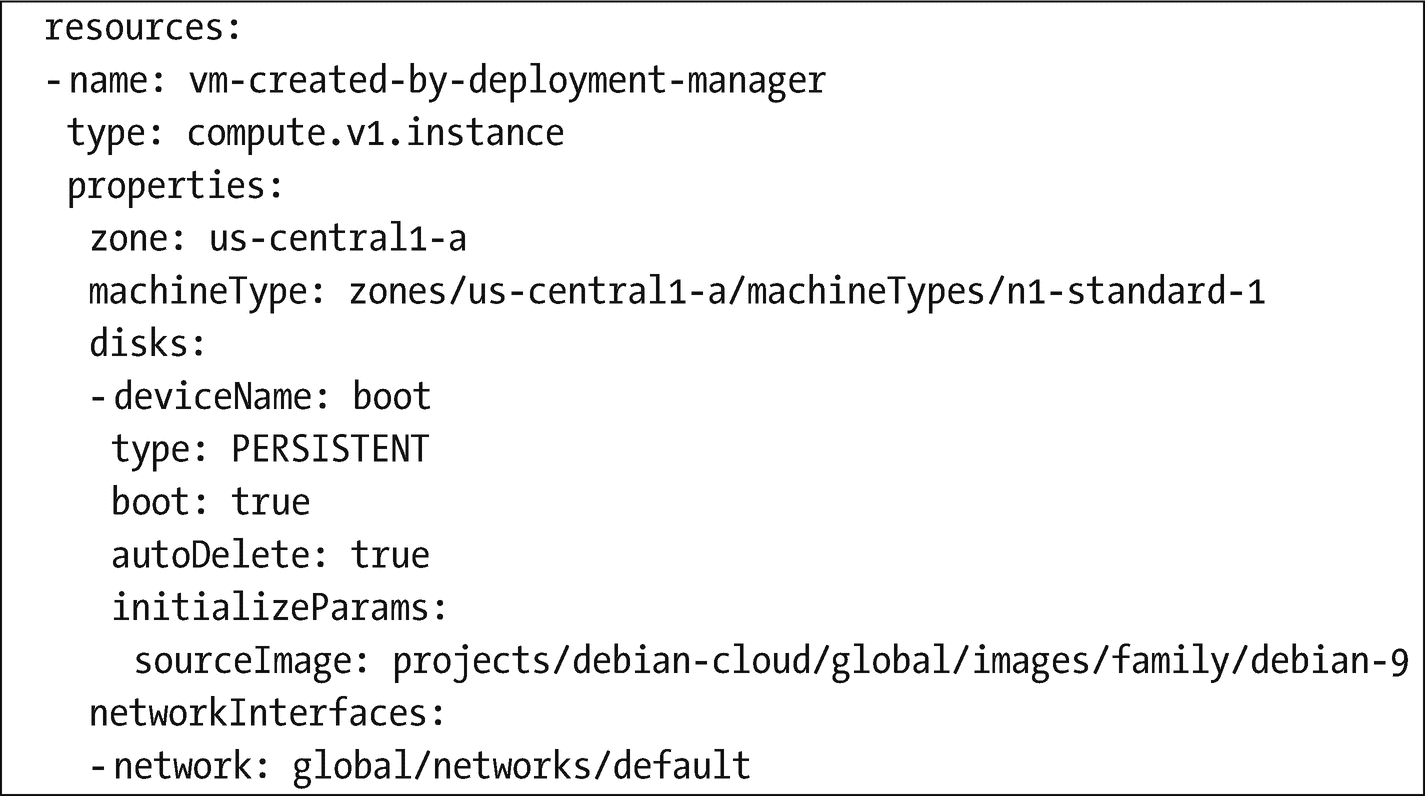 resources:
- name: vm-created-by-deployment-manager
  type: compute.v1.instance
  properties:
    zone: us-central1-a
    machineType: zones/us-central1-a/machineTypes/n1-standard-1
    disks:
    - deviceName: boot
      type: PERSISTENT
      boot: true
      autoDelete: true
      initializeParams:
        sourceImage: projects/debian-cloud/global/images/family/debian-9
    networkInterfaces:
    - network: global/networks/default